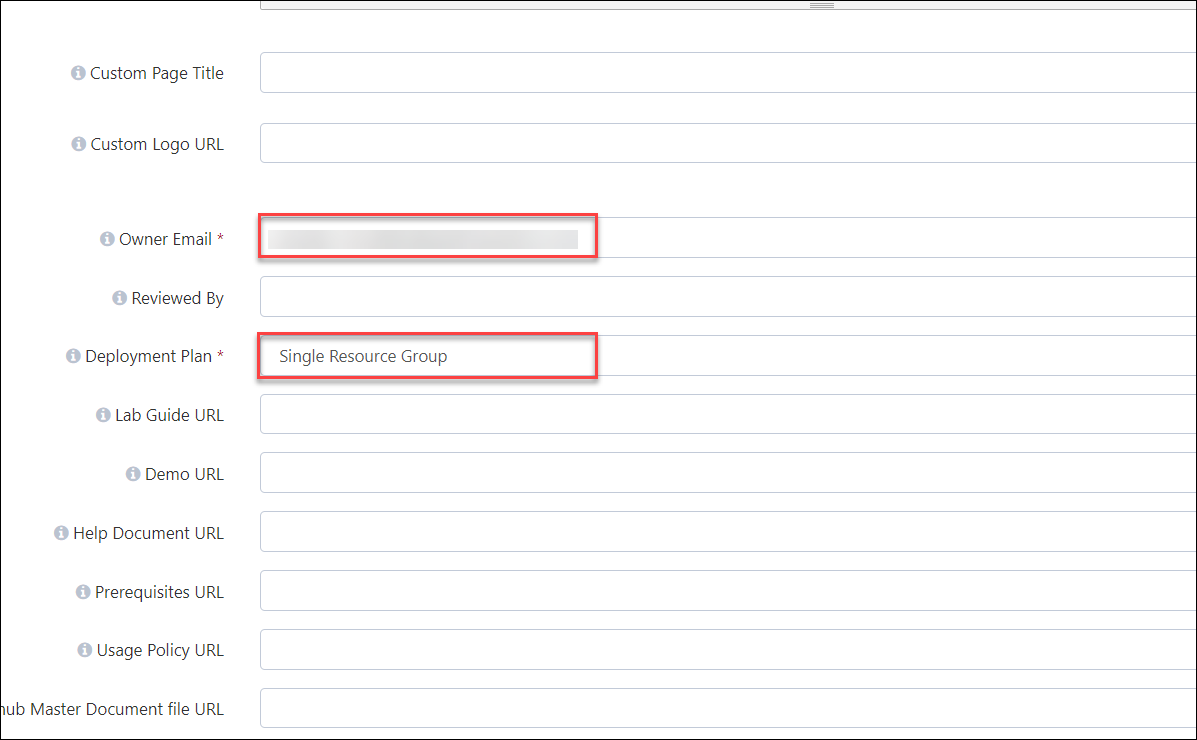 Custom Page Title
Custom Logo URL
Owner Email *
Reviewed By
Deployment Plan * Single Resource Group
Lab Guide URL
Demo URL
Help Document URL
Prerequisites URL
Usage Policy URL
hub Master Document file URL